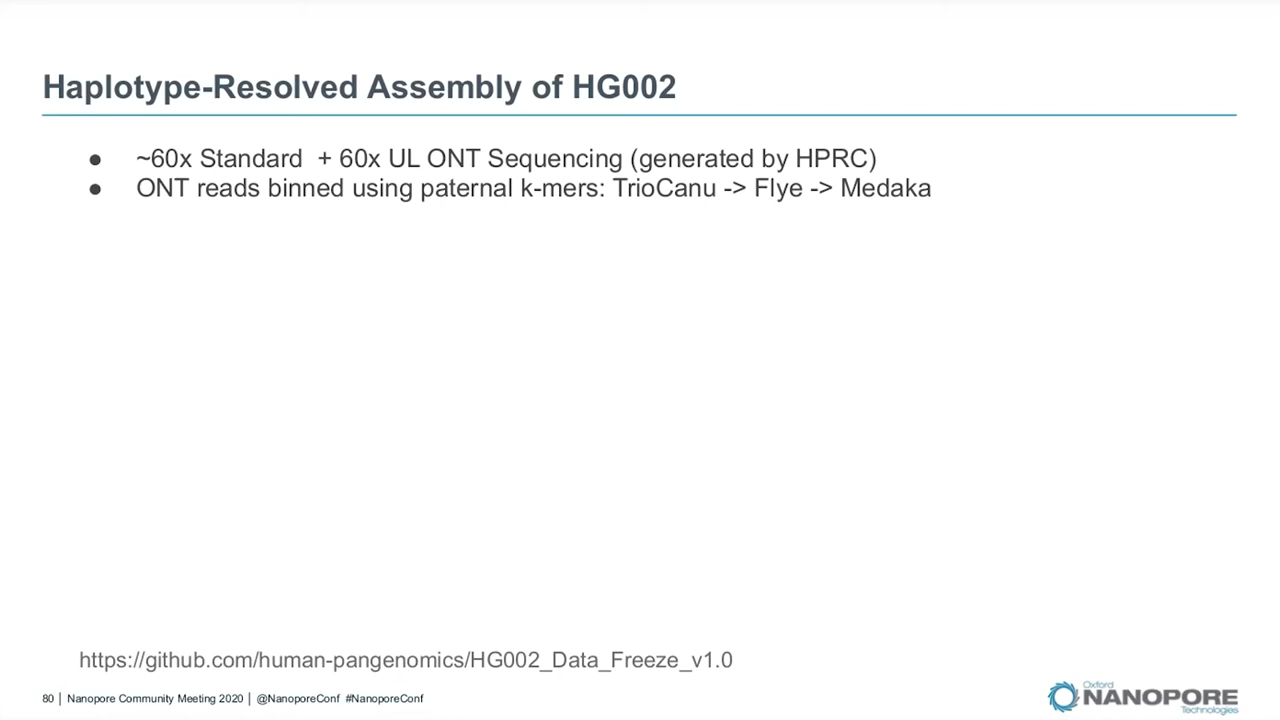 Haplotype-Resolved Assembly of HG002
● ~60x Standard + 60x UL ONT Sequencing (generated by HPRC)
● ONT reads binned using paternal k-mers: TrioCanu -> Flye -> Medaka
https://github.com/human-pangenomics/HG002_Data_Freeze_v1.0
80 | Nanopore Community Meeting 2020 | @NanoporeConf #NanoporeConf
Oxford
NANOPORE
Technologies